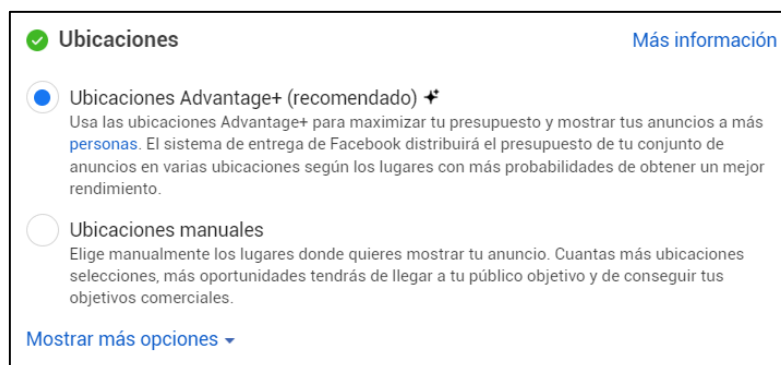 Ubicaciones
Más información
Ubicaciones Advantage+ (recomendado)
Usa las ubicaciones Advantage+ para maximizar tu presupuesto y mostrar tus anuncios a más
personas. El sistema de entrega de Facebook distribuirá el presupuesto de tu conjunto de
anuncios en varias ubicaciones según los lugares con más probabilidades de obtener un mejor
rendimiento.
Ubicaciones manuales
Elige manualmente los lugares donde quieres mostrar tu anuncio. Cuantas más ubicaciones
selecciones, más oportunidades tendrás de llegar a tu público objetivo y de conseguir tus
objetivos comerciales.
Mostrar más opciones